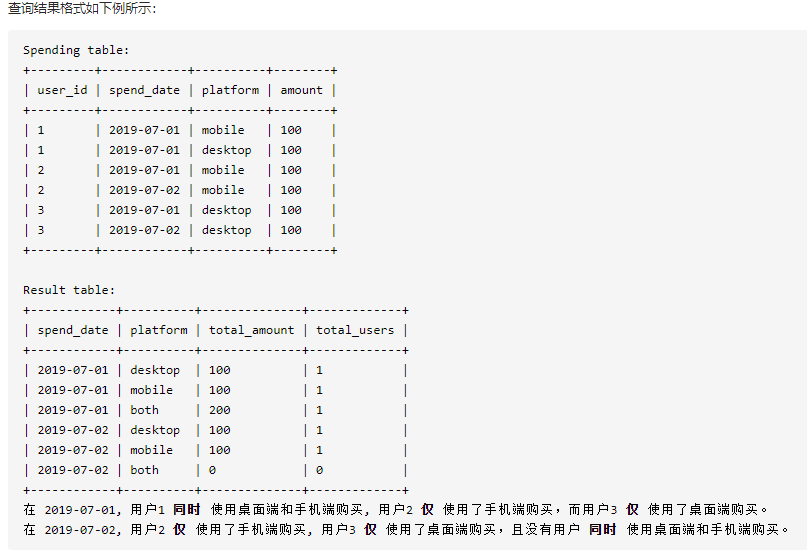 查询结果格式如下例所示:
Spending table:
+---------+------------+----------+--------+
| user_id | spend_date | platform | amount |
+---------+------------+----------+--------+
| 1       | 2019-07-01 | mobile   | 100    |
| 1       | 2019-07-01 | desktop  | 100    |
| 2       | 2019-07-01 | mobile   | 100    |
| 2       | 2019-07-02 | mobile   | 100    |
| 3       | 2019-07-01 | desktop  | 100    |
| 3       | 2019-07-02 | desktop  | 100    |
+---------+------------+----------+--------+
Result table:
+------------+----------+--------------+-------------+
| spend_date | platform | total_amount | total_users |
+------------+----------+--------------+-------------+
| 2019-07-01 | desktop  | 100          | 1           |
| 2019-07-01 | mobile   | 100          | 1           |
| 2019-07-01 | both     | 200          | 1           |
| 2019-07-02 | desktop  | 100          | 1           |
| 2019-07-02 | mobile   | 100          | 1           |
| 2019-07-02 | both     | 0            | 0           |
+------------+----------+--------------+-------------+
在 2019-07-01, 用户1 同时 使用桌面端和手机端购买, 用户2 仅 使用了手机端购买，而用户3 仅 使用了桌面端购买。
在 2019-07-02, 用户2 仅 使用了手机端购买, 用户3 仅 使用了桌面端购买，且没有用户 同时 使用桌面端和手机端购买。